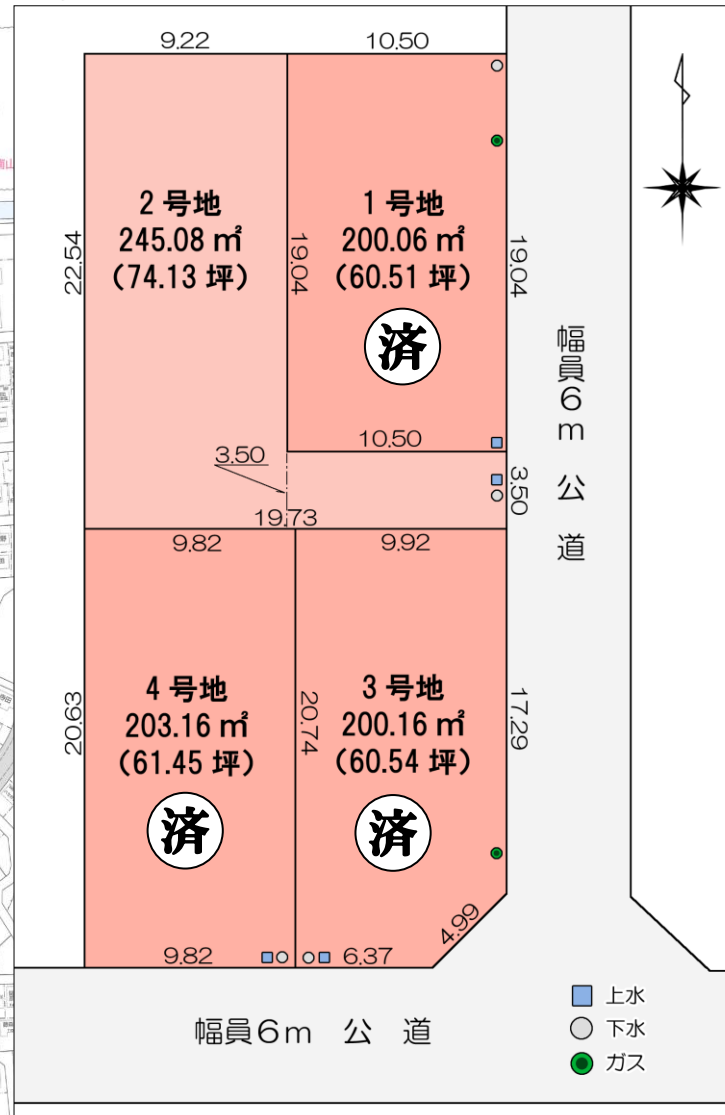 9.22
10.50
2 号地
245.08 ㎡
（74.13 坪）
22.54
19.04
1 号地
200.06 ㎡
（60.51 坪）
済
19.04
10.50
3.50
3.50
19.73
幅員6m 公 道
9.82
9.92
4 号地
203.16 ㎡
（61.45 坪）
済
20.63
20.74
3 号地
200.16 ㎡
（60.54 坪）
済
17.29
4.99
9.82
6.37
幅員6m 公 道
上水
下水
ガス